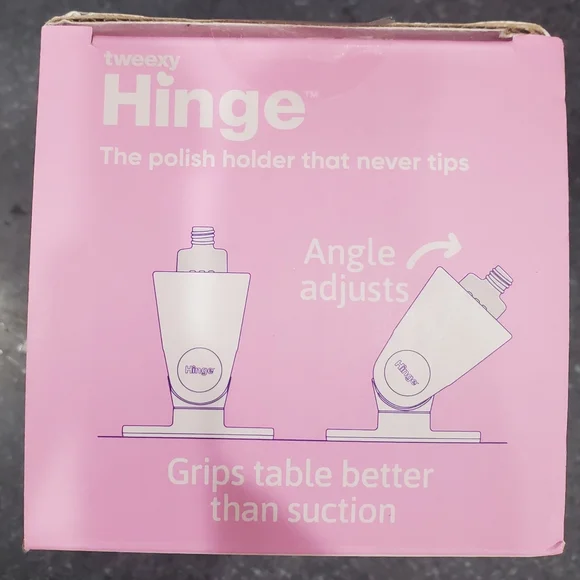 tweexy
Hinge™
The polish holder that never tips
Angle
adjusts
Hinge
Hinge
Grips table better
than suction